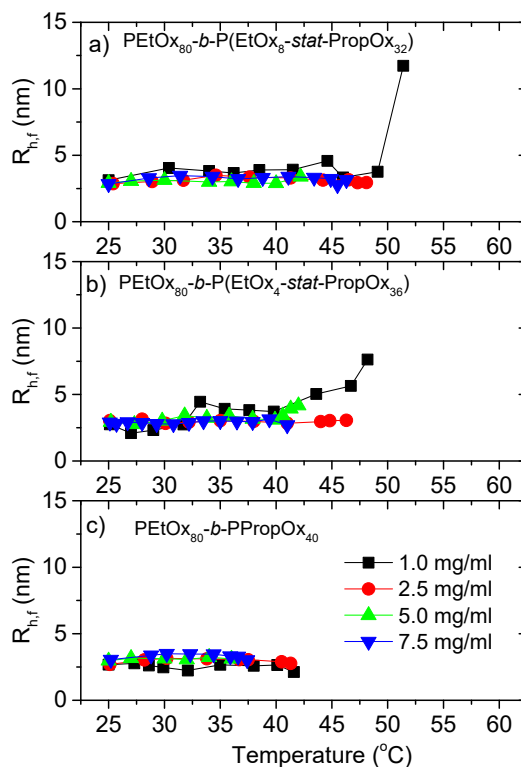 a) PEtOx80-b-P(EtOx8-stat-PropOx32)
15
10
5
0
Rh,f (nm)
25 30 35 40 45 50 55 60
b) PEtOx80-b-P(EtOx4-stat-PropOx36)
15
10
5
0
Rh,f (nm)
25 30 35 40 45 50 55 60
c) PEtOx80-b-PPropOx40
15
10
5
0
Rh,f (nm)
1.0 mg/ml
2.5 mg/ml
5.0 mg/ml
7.5 mg/ml
25 30 35 40 45 50 55 60
Temperature (°C)